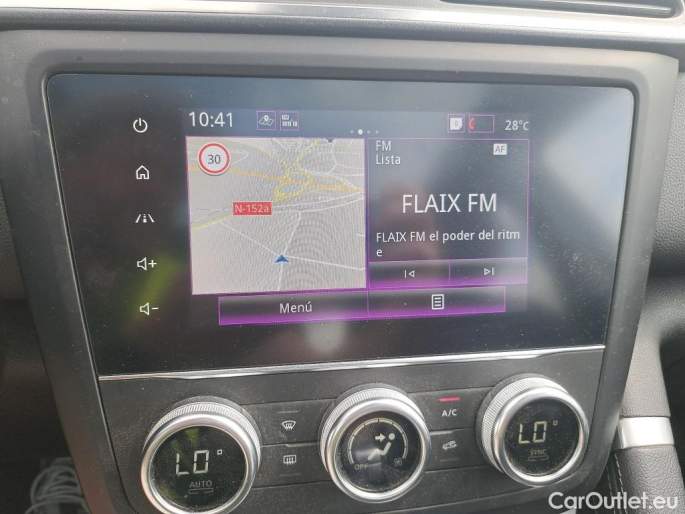 10:41
28°c
30
FM
Lista
AF
N-152a
FLAIX FM
FLAIX FM el poder del ritm
e
Menú
A/C
LO
AUTO
OFF
LO
SYNC
CarOutlet.eu